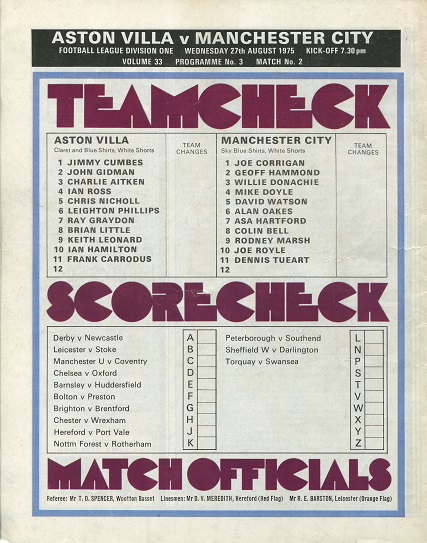 ASTON VILLA v MANCHESTER CITY
FOOTBALL LEAGUE DIVISION ONE WEDNESDAY 27th AUGUST 1975 KICK-OFF 7.30 pm
VOLUME 33 PROGRAMME No. 3 MATCH No. 2
TEAMCHECK
ASTON VILLA
Claret and Blue Shirts, White Shorts
TEAM CHANGES
1 JIMMY CUMBES
2 JOHN GIDMAN
3 CHARLIE AITKEN
4 IAN ROSS
5 CHRIS NICHOLL
6 LEIGHTON PHILLIPS
7 RAY GRAYDON
8 BRIAN LITTLE
9 KEITH LEONARD
10 IAN HAMILTON
11 FRANK CARRODUS
12
MANCHESTER CITY
Sky Blue Shirts, White Shorts
TEAM CHANGES
1 JOE CORRIGAN
2 GEOFF HAMMOND
3 WILLIE DONACHIE
4 MIKE DOYLE
5 DAVID WATSON
6 ALAN OAKES
7 ASA HARTFORD
8 COLIN BELL
9 RODNEY MARSH
10 JOE ROYLE
11 DENNIS TUEART
12
SCORECHECK
Derby v Newcastle A
Leicester v Stoke B
Manchester U v Coventry C
Chelsea v Oxford D
Barnsley v Huddersfield E
Bolton v Preston F
Brighton v Brentford G
Chester v Wrexham H
Hereford v Port Vale J
Nottm Forest v Rotherham K
Peterborough v Southend L
Sheffield W v Darlington N
Torquay v Swansea P
S
T
V
W
X
Y
Z
MATCH OFFICIALS
Referee: Mr T. D. SPENCER, Wootton Basset Linesmen: Mr D. V. MEREDITH, Hereford (Red Flag) Mr R. E. BARSTON, Leicester (Orange Flag)